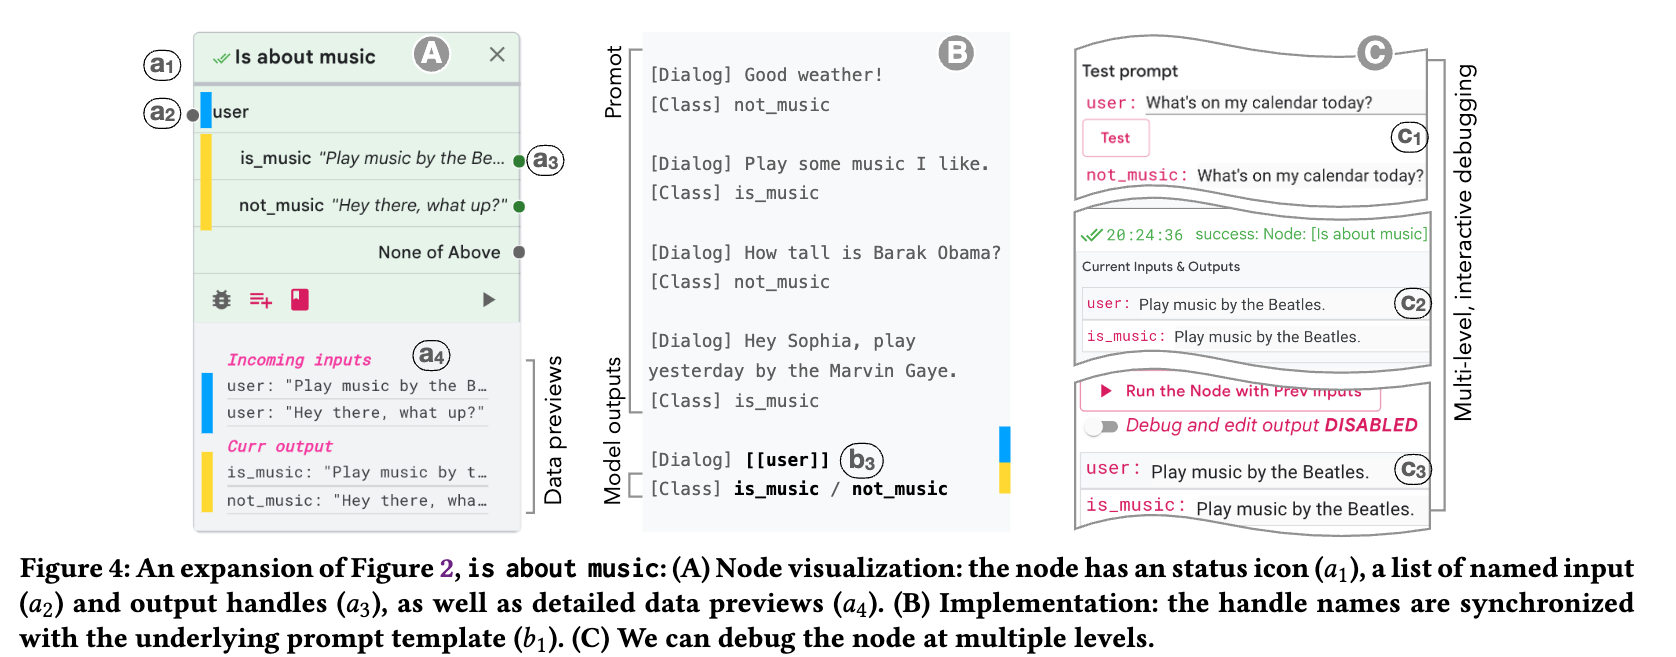 a1
Is about music
A
a2
user
is_music "Play music by the Be...
a3
not_music "Hey there, what up?"
None of Above
Incoming inputs
a4
user: "Play music by the B…
user: "Hey there, what up?"
Curr output
is_music: "Play music by t…
not_music: "Hey there, wha…
Data previews
Promot
B
[Dialog] Good weather!
[Class] not_music
[Dialog] Play some music I like.
[Class] is_music
[Dialog] How tall is Barak Obama?
[Class] not_music
[Dialog] Hey Sophia, play
yesterday by the Marvin Gaye.
[Class] is_music
Model outputs
[Dialog] [[user]] b3
[Class] is_music / not_music
C
Test prompt
user: What's on my calendar today?
Test
c1
not_music: What's on my calendar today?
20:24:36 success: Node: [Is about music]
Current Inputs & Outputs
user: Play music by the Beatles.
c2
is_music: Play music by the Beatles.
Run the Node with Prev Inputs
Debug and edit output DISABLED
user: Play music by the Beatles.
c3
is_music: Play music by the Beatles.
Multi-level, interactive debugging
Figure 4: An expansion of Figure 2, is about music: (A) Node visualization: the node has an status icon (a1), a list of named input
(a2) and output handles (a3), as well as detailed data previews (a4). (B) Implementation: the handle names are synchronized
with the underlying prompt template (b1). (C) We can debug the node at multiple levels.